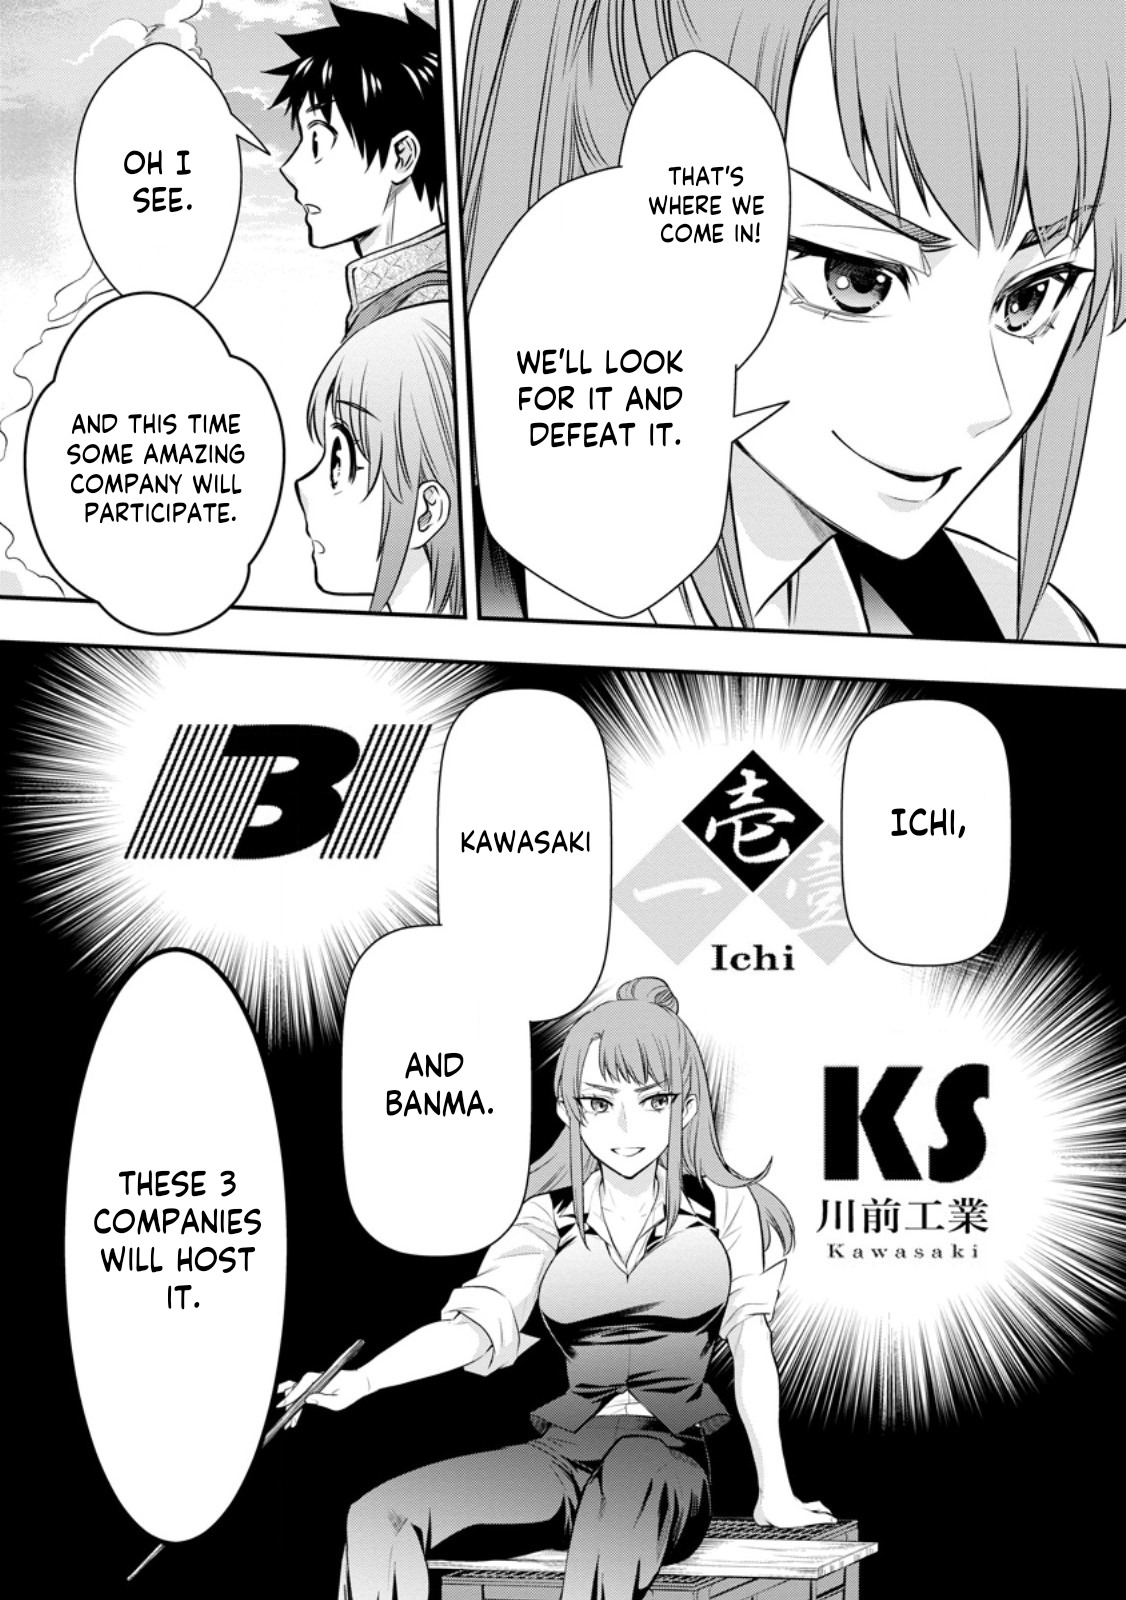 THAT'S
WHERE WE
COME IN!
WE'LL LOOK
FOR IT AND
DEFEAT IT.
OH I
SEE.
AND THIS TIME
SOME AMAZING
COMPANY WILL
PARTICIPATE.
ICHI,
壱
一 壹
Ichi
KAWASAKI
KS
川前工業
Kawasaki
AND
BANMA.
B
THESE 3
COMPANIES
WILL HOST
IT.